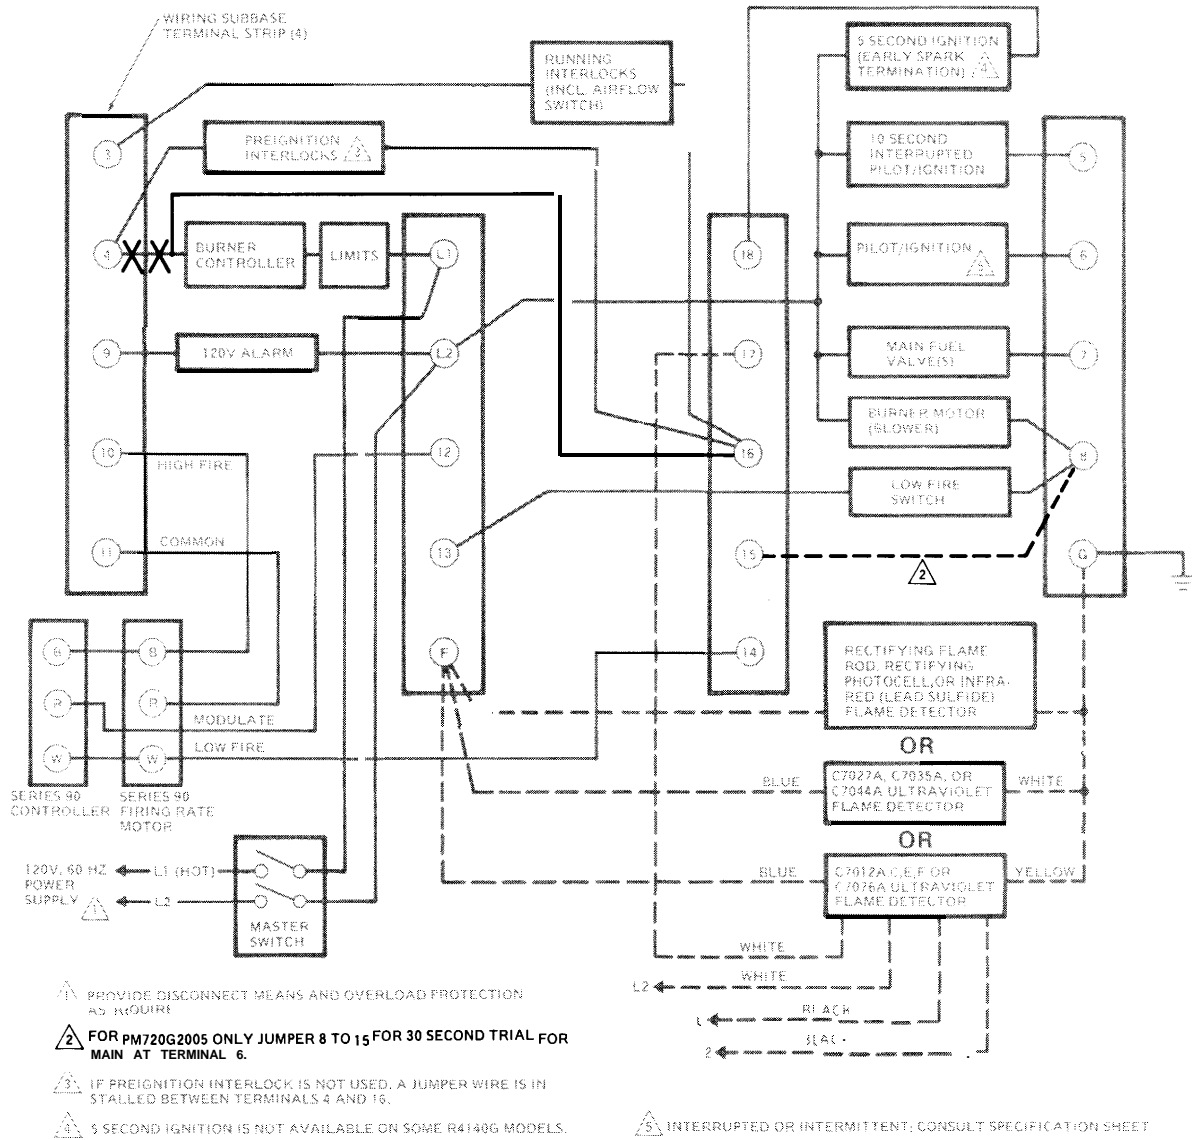 WIRING SUBBASE
TERMINAL STRIP (4)
RUNNING
INTERLOCKS
(INCL. AIRFLOW
SWITCH)
5 SECOND IGNITION
(EARLY SPARK
TERMINATION) 4
3
PREIGNITION
INTERLOCKS
10 SECOND
INTERRUPTED
PILOT/IGNITION
5
4
BURNER
CONTROLLER
LIMITS
L1
18
PILOT/IGNITION
6
9
120V ALARM
L2
17
MAIN FUEL
VALVE(S)
7
BURNER MOTOR
(BLOWER)
10
HIGH FIRE
12
16
8
LOW FIRE
SWITCH
11
COMMON
13
15
2
G
B
B
F
14
RECTIFYING FLAME
ROD, RECTIFYING
PHOTOCELL, OR INFRA-
RED (LEAD SULFIDE)
FLAME DETECTOR
R
R
MODULATE
LOW FIRE
W
W
OR
SERIES 90
CONTROLLER
SERIES 90
FIRING RATE
MOTOR
BLUE
C7027A, C7035A, OR
C7044A ULTRAVIOLET
FLAME DETECTOR
WHITE
OR
120V, 60 HZ
POWER
SUPPLY 1
L1 (HOT)
L2
MASTER
SWITCH
BLUE
C7012A C,E,F OR
C7076A ULTRAVIOLET
FLAME DETECTOR
YELLOW
WHITE
L2
WHITE
BLACK
2
1 PROVIDE DISCONNECT MEANS AND OVERLOAD PROTECTION
AS
2 FOR PM720G2005 ONLY JUMPER 8 TO 15 FOR 30 SECOND TRIAL FOR
MAIN AT TERMINAL 6.
3 IF PREIGNITION INTERLOCK IS NOT USED, A JUMPER WIRE IS IN
STALLED BETWEEN TERMINALS 4 AND 16.
4 5 SECOND IGNITION IS NOT AVAILABLE ON SOME R4140G MODELS.
5 INTERRUPTED OR INTERMITTENT; CONSULT SPECIFICATION SHEET